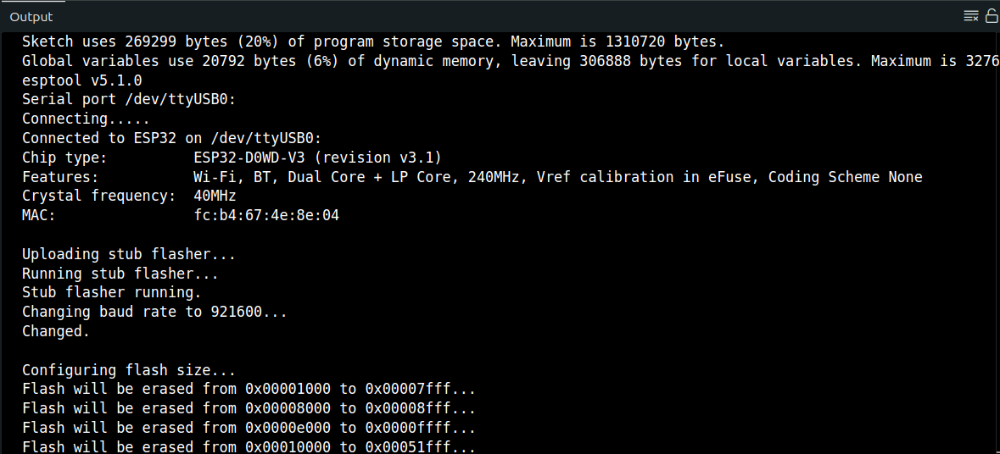 Output
Sketch uses 269299 bytes (20%) of program storage space. Maximum is 1310720 bytes.
Global variables use 20792 bytes (6%) of dynamic memory, leaving 306888 bytes for local variables. Maximum is 3276
esptool v5.1.0
Serial port /dev/ttyUSB0:
Connecting.....
Connected to ESP32 on /dev/ttyUSB0:
Chip type:          ESP32-D0WD-V3 (revision v3.1)
Features:           Wi-Fi, BT, Dual Core + LP Core, 240MHz, Vref calibration in eFuse, Coding Scheme None
Crystal frequency:  40MHz
MAC:                fc:b4:67:4e:8e:04
Uploading stub flasher...
Running stub flasher...
Stub flasher running.
Changing baud rate to 921600...
Changed.
Configuring flash size...
Flash will be erased from 0x00001000 to 0x00007fff...
Flash will be erased from 0x00008000 to 0x00008fff...
Flash will be erased from 0x0000e000 to 0x0000ffff...
Flash will be erased from 0x00010000 to 0x00051fff...